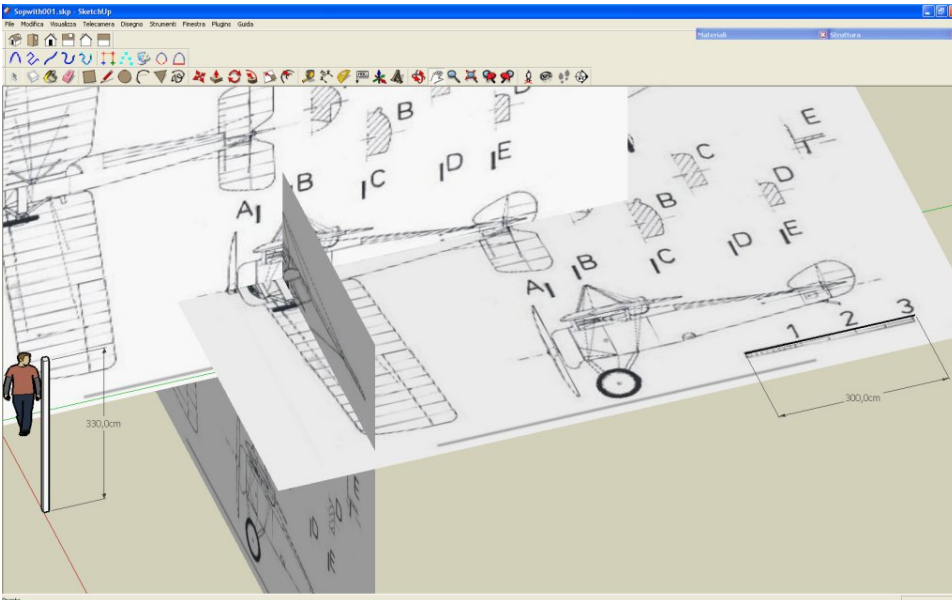 Sopwith001.skp - SketchUp
File Modifica Visualizza Telecamera Disegno Strumenti Finestra Plugins Guida
Materiali
Struttura
B
D
E
B
C
D
E
C
D
A
B
B
C
D
E
A
1
2
3
300,0cm
330,0cm
D
E
Pronto